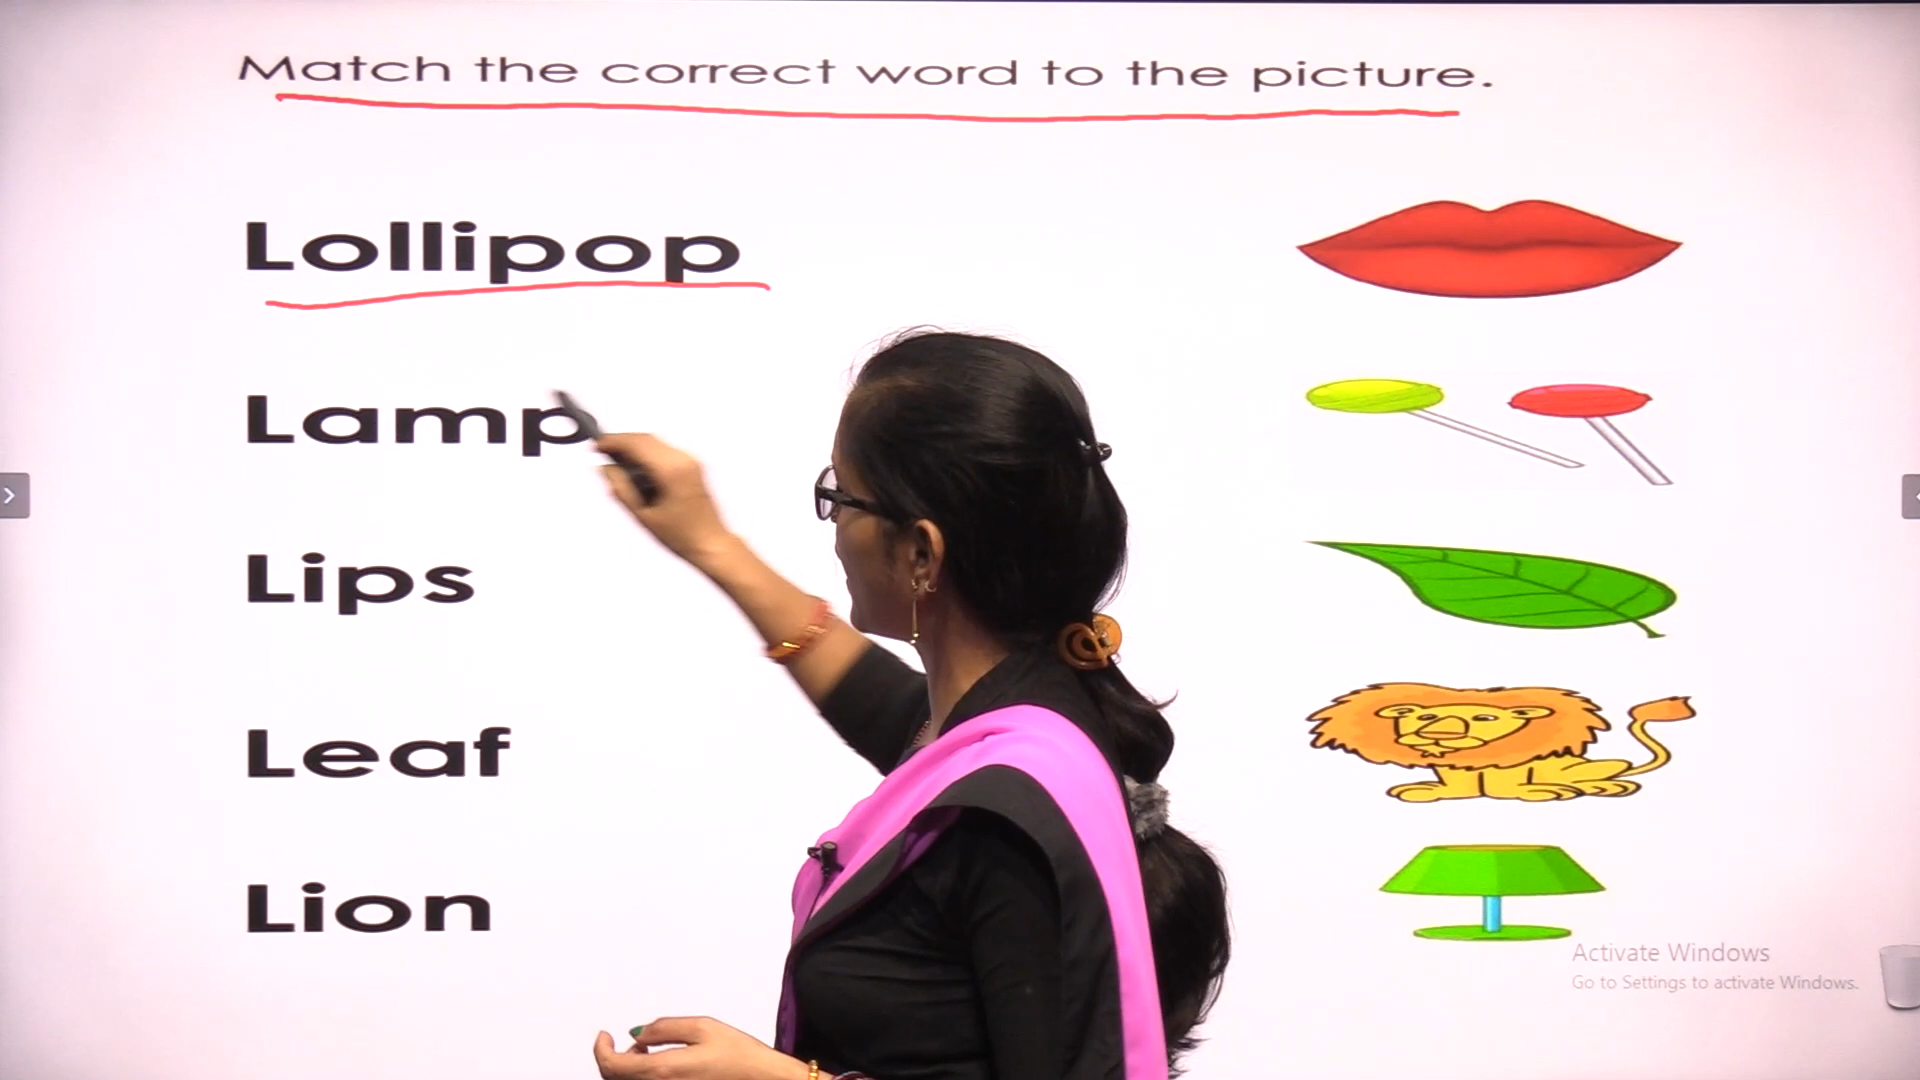 Match the correct word to the picture.
Lollipop
Lamp
Lips
Leaf
Lion
Activate Windows
Go to Settings to activate Windows.